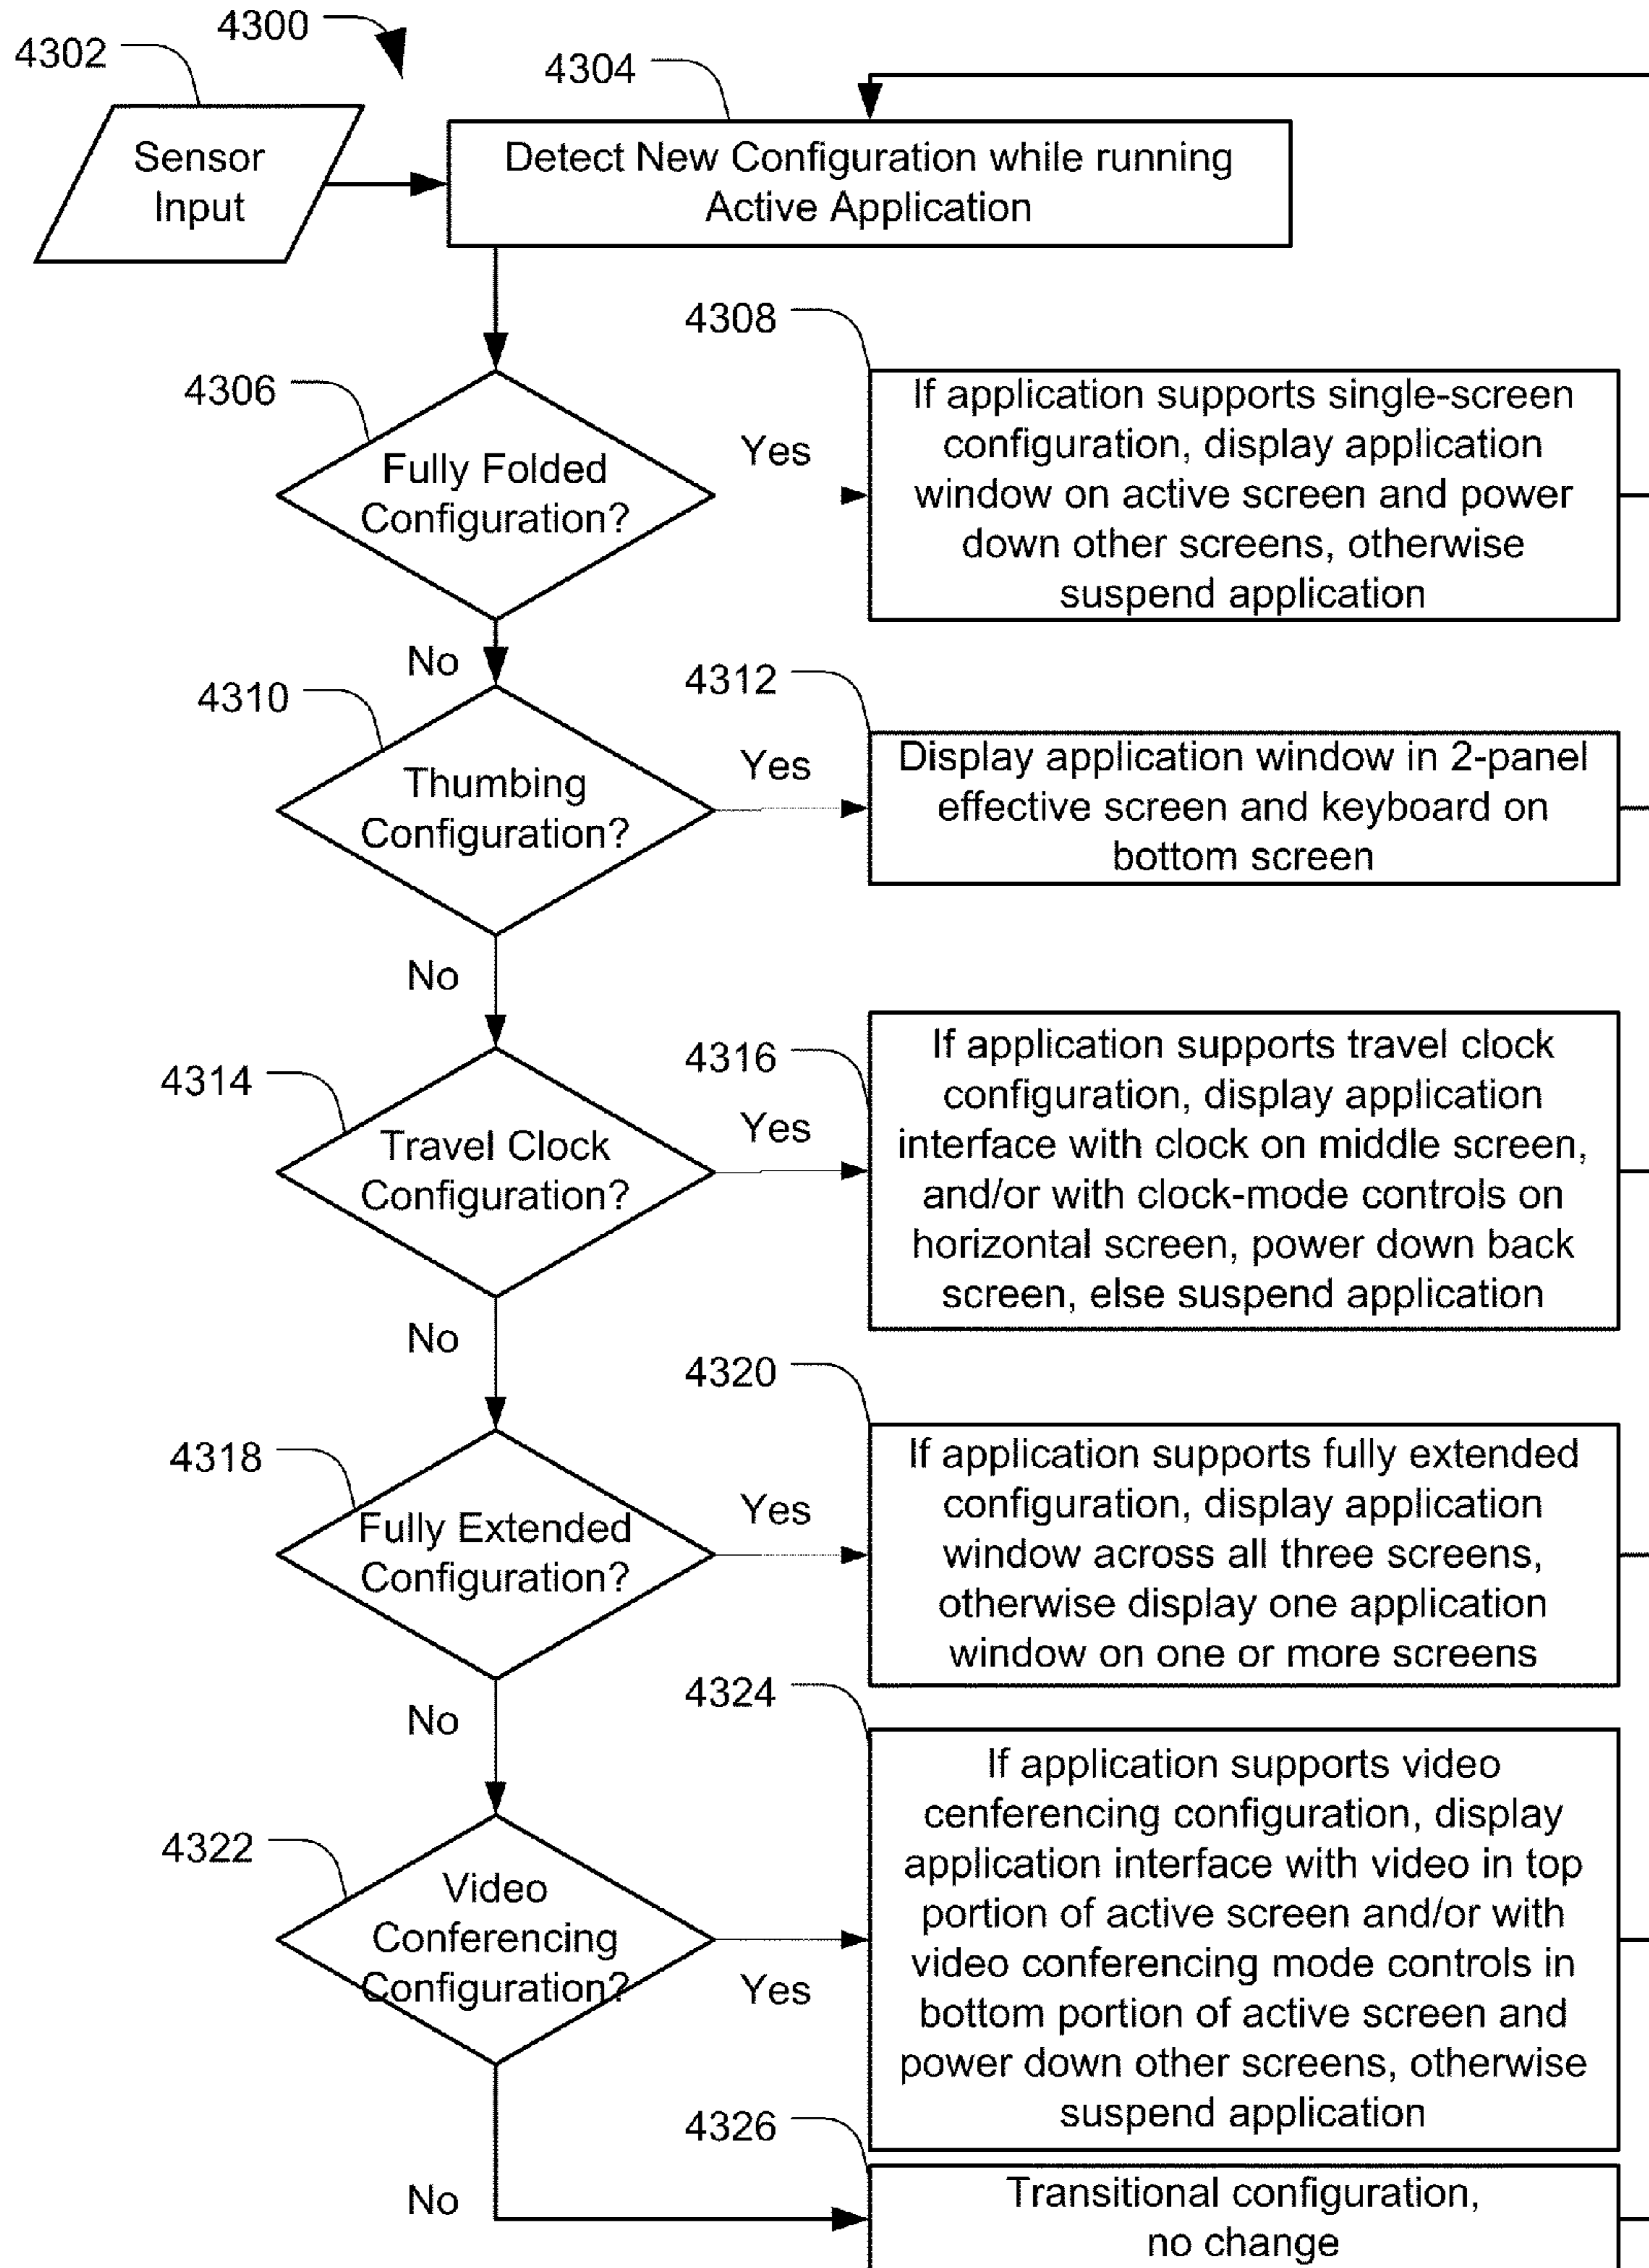 4300
4302
4304
Sensor
Input
Detect New Configuration while running
Active Application
4306
Fully Folded
Configuration?
Yes
4308
If application supports single-screen
configuration, display application
window on active screen and power
down other screens, otherwise
suspend application
No
4310
Thumbing
Configuration?
Yes
4312
Display application window in 2-panel
effective screen and keyboard on
bottom screen
No
4314
Travel Clock
Configuration?
Yes
4316
If application supports travel clock
configuration, display application
interface with clock on middle screen,
and/or with clock-mode controls on
horizontal screen, power down back
screen, else suspend application
No
4318
Fully Extended
Configuration?
Yes
4320
If application supports fully extended
configuration, display application
window across all three screens,
otherwise display one application
window on one or more screens
No
4322
Video
Conferencing
Configuration?
Yes
4324
If application supports video
cenferencing configuration, display
application interface with video in top
portion of active screen and/or with
video conferencing mode controls in
bottom portion of active screen and
power down other screens, otherwise
suspend application
No
4326
Transitional configuration,
no change